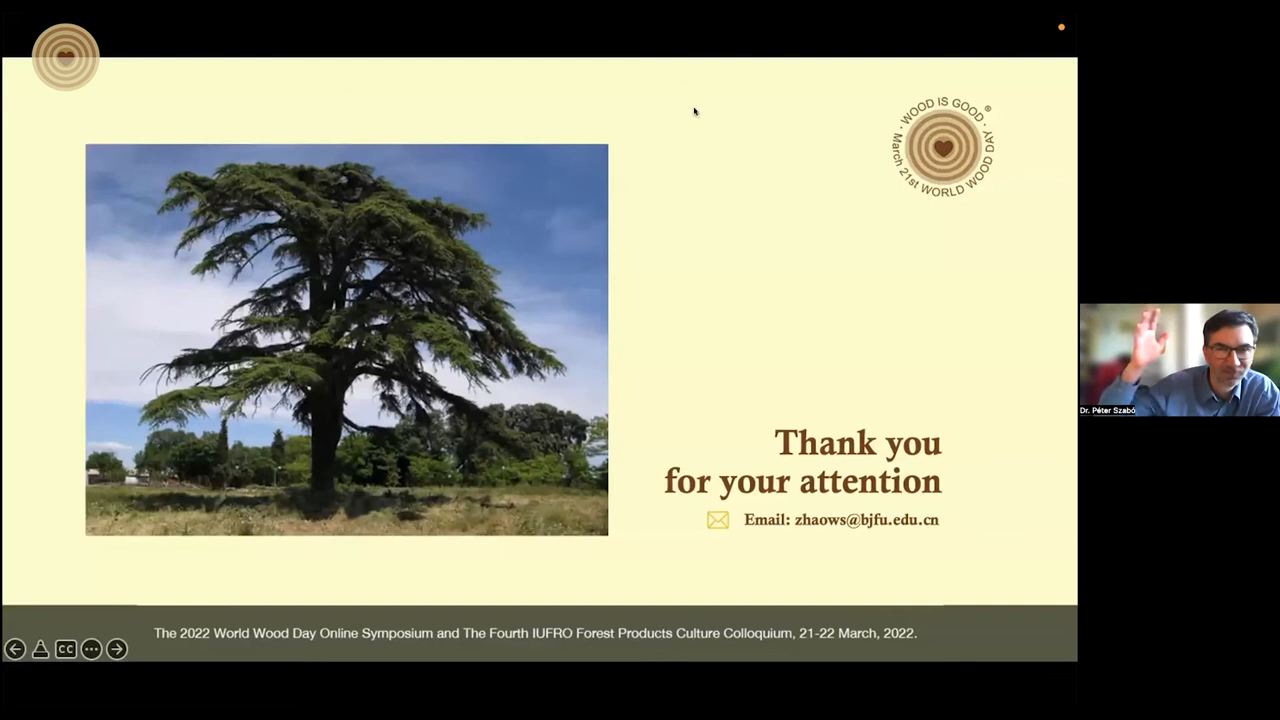 · WOOD IS GOOD ·
®
March 21st WORLD WOOD DAY
Thank you
for your attention
Email: zhaows@bjfu.edu.cn
Dr. Péter Szabó
The 2022 World Wood Day Online Symposium and The Fourth IUFRO Forest Products Culture Colloquium, 21-22 March, 2022.
CC